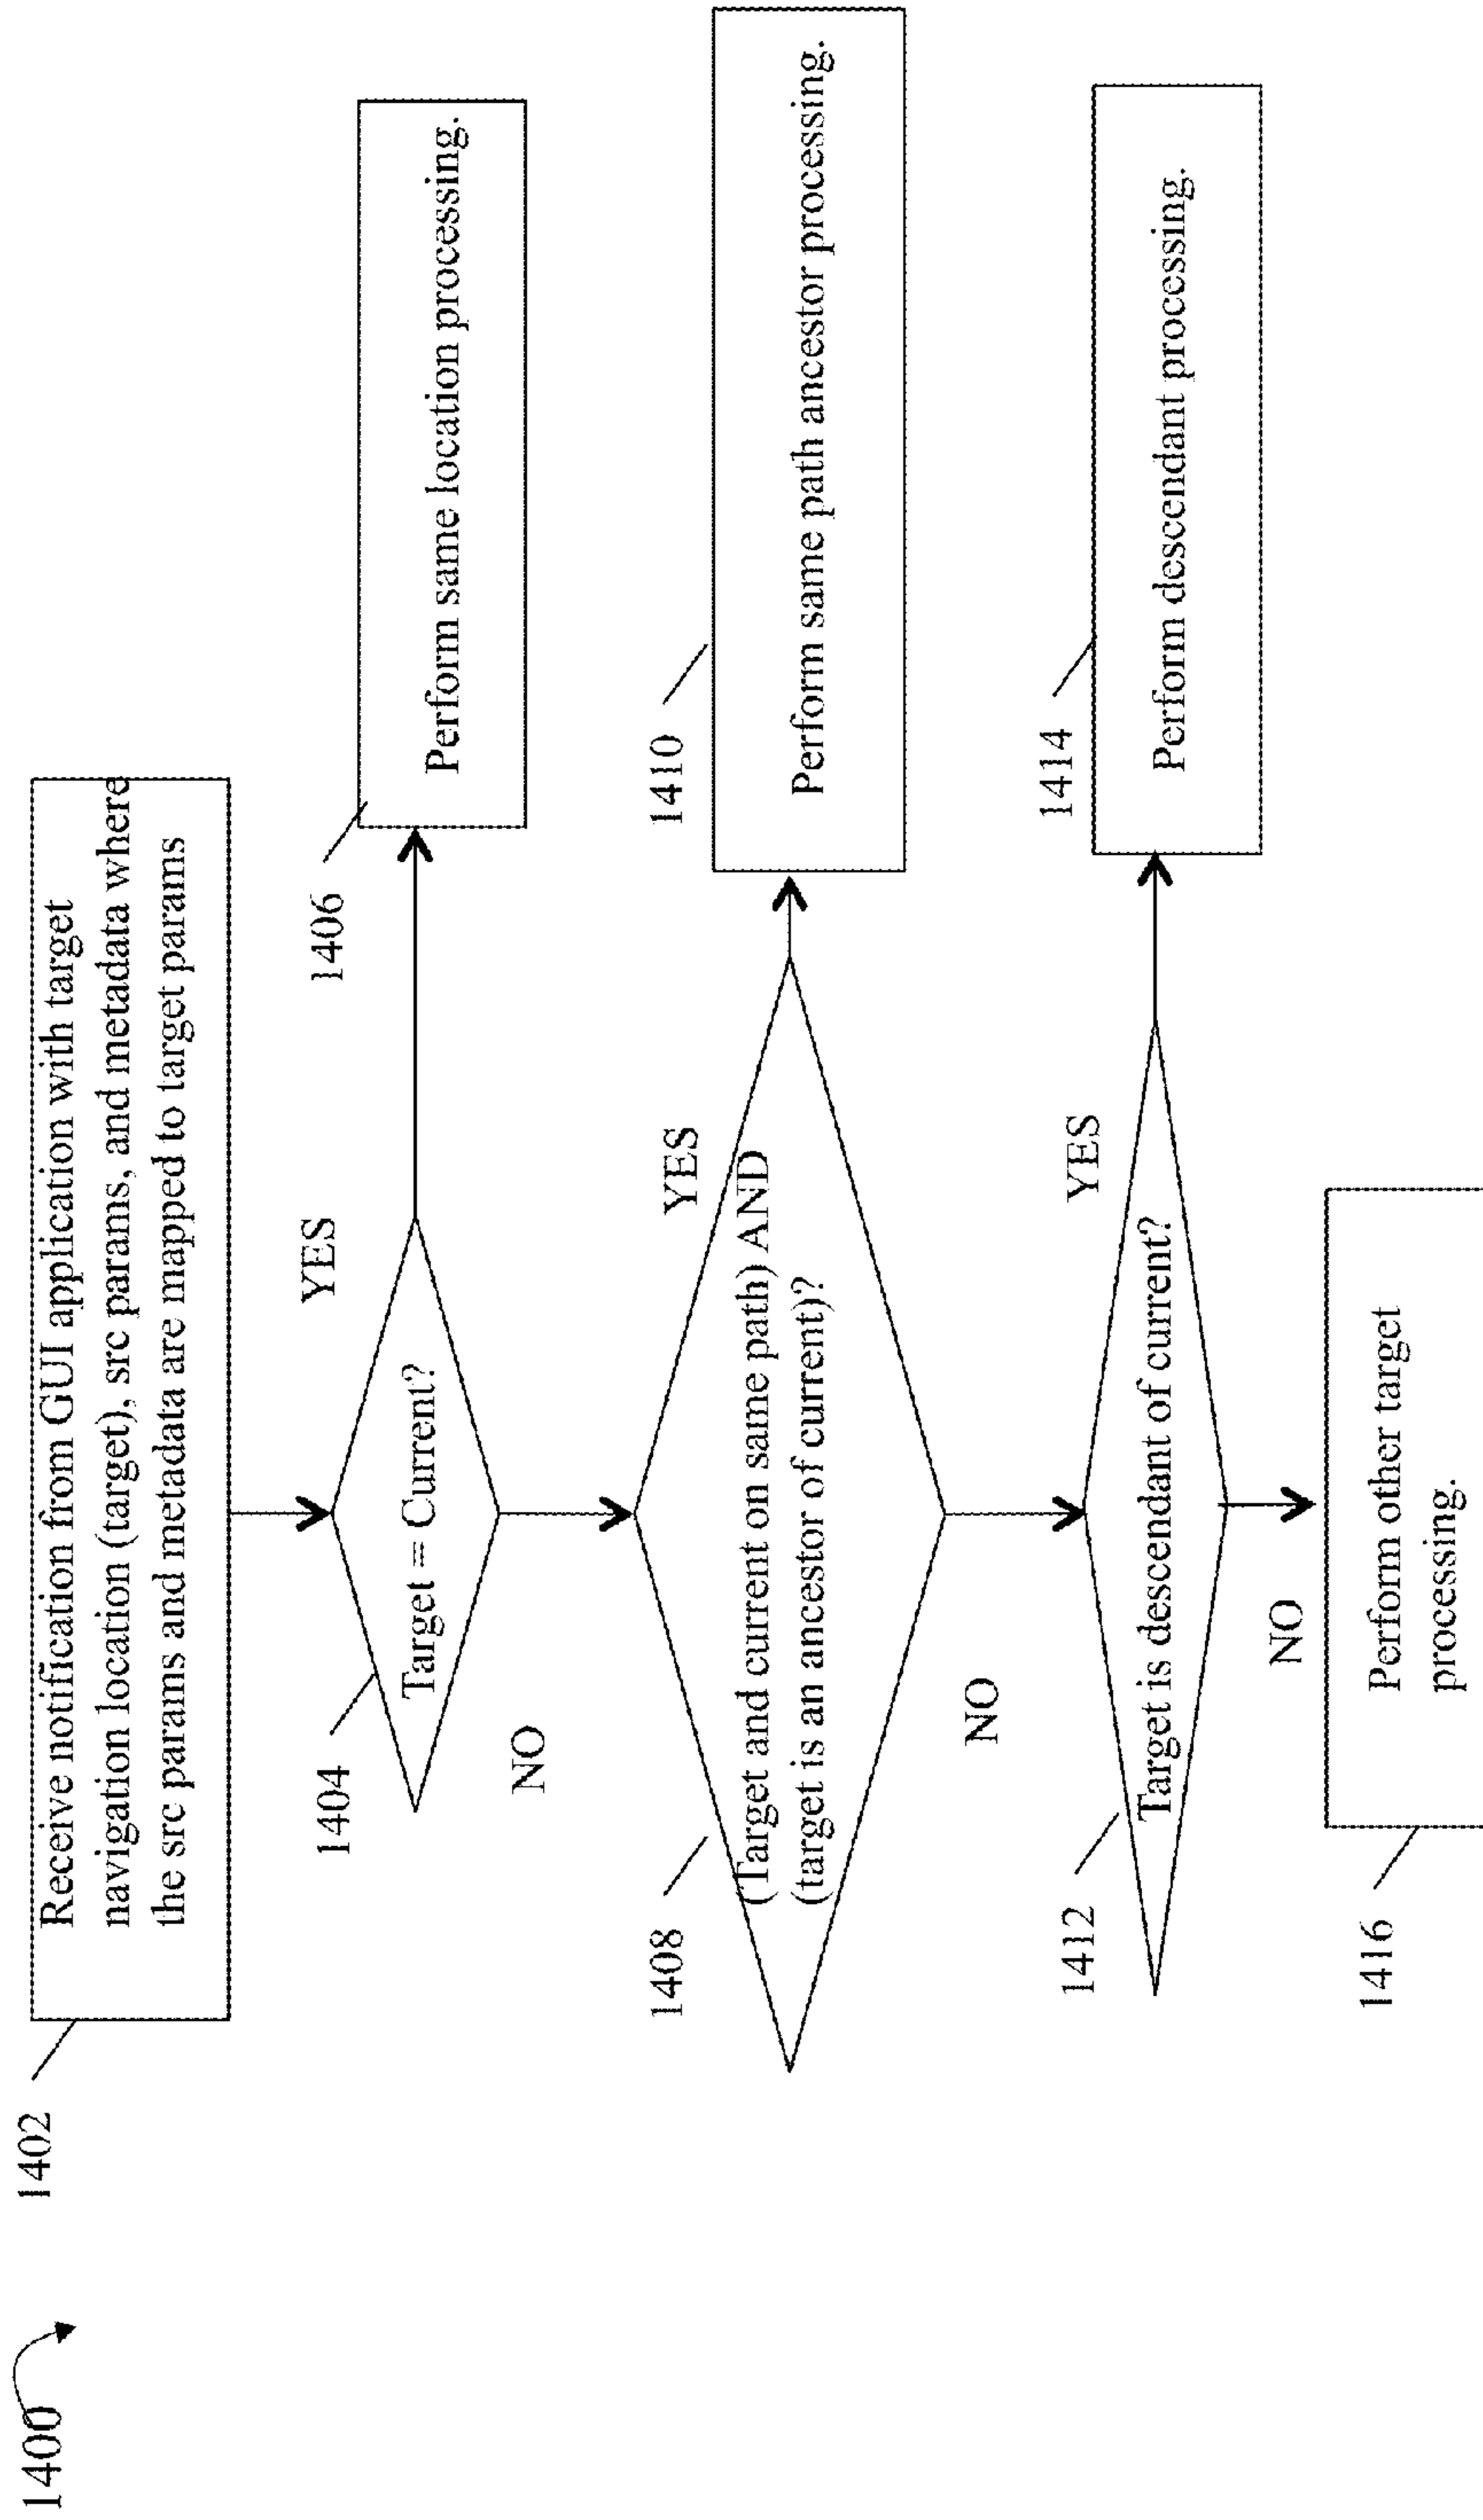 1400
1402
Receive notification from GUI application with target
navigation location (target), src params, and metadata where
the src params and metadata are mapped to target params
1404
Target = Current?
YES
1406
Perform same location processing.
NO
1408
(Target and current on same path) AND
(target is an ancestor of current)?
YES
1410
Perform same path ancestor processing.
NO
1412
Target is descendant of current?
YES
1414
Perform descendant processing.
NO
1416
Perform other target
processing.